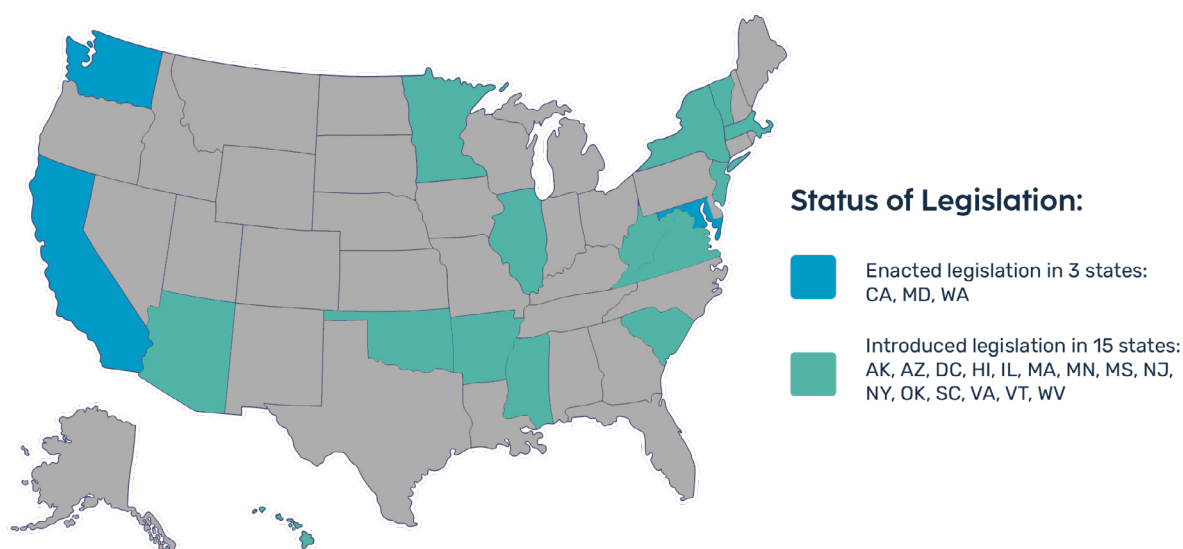 Status of Legislation:
Enacted legislation in 3 states:
CA, MD, WA
Introduced legislation in 15 states:
AK, AZ, DC, HI, IL, MA, MN, MS, NJ,
NY, OK, SC, VA, VT, WV